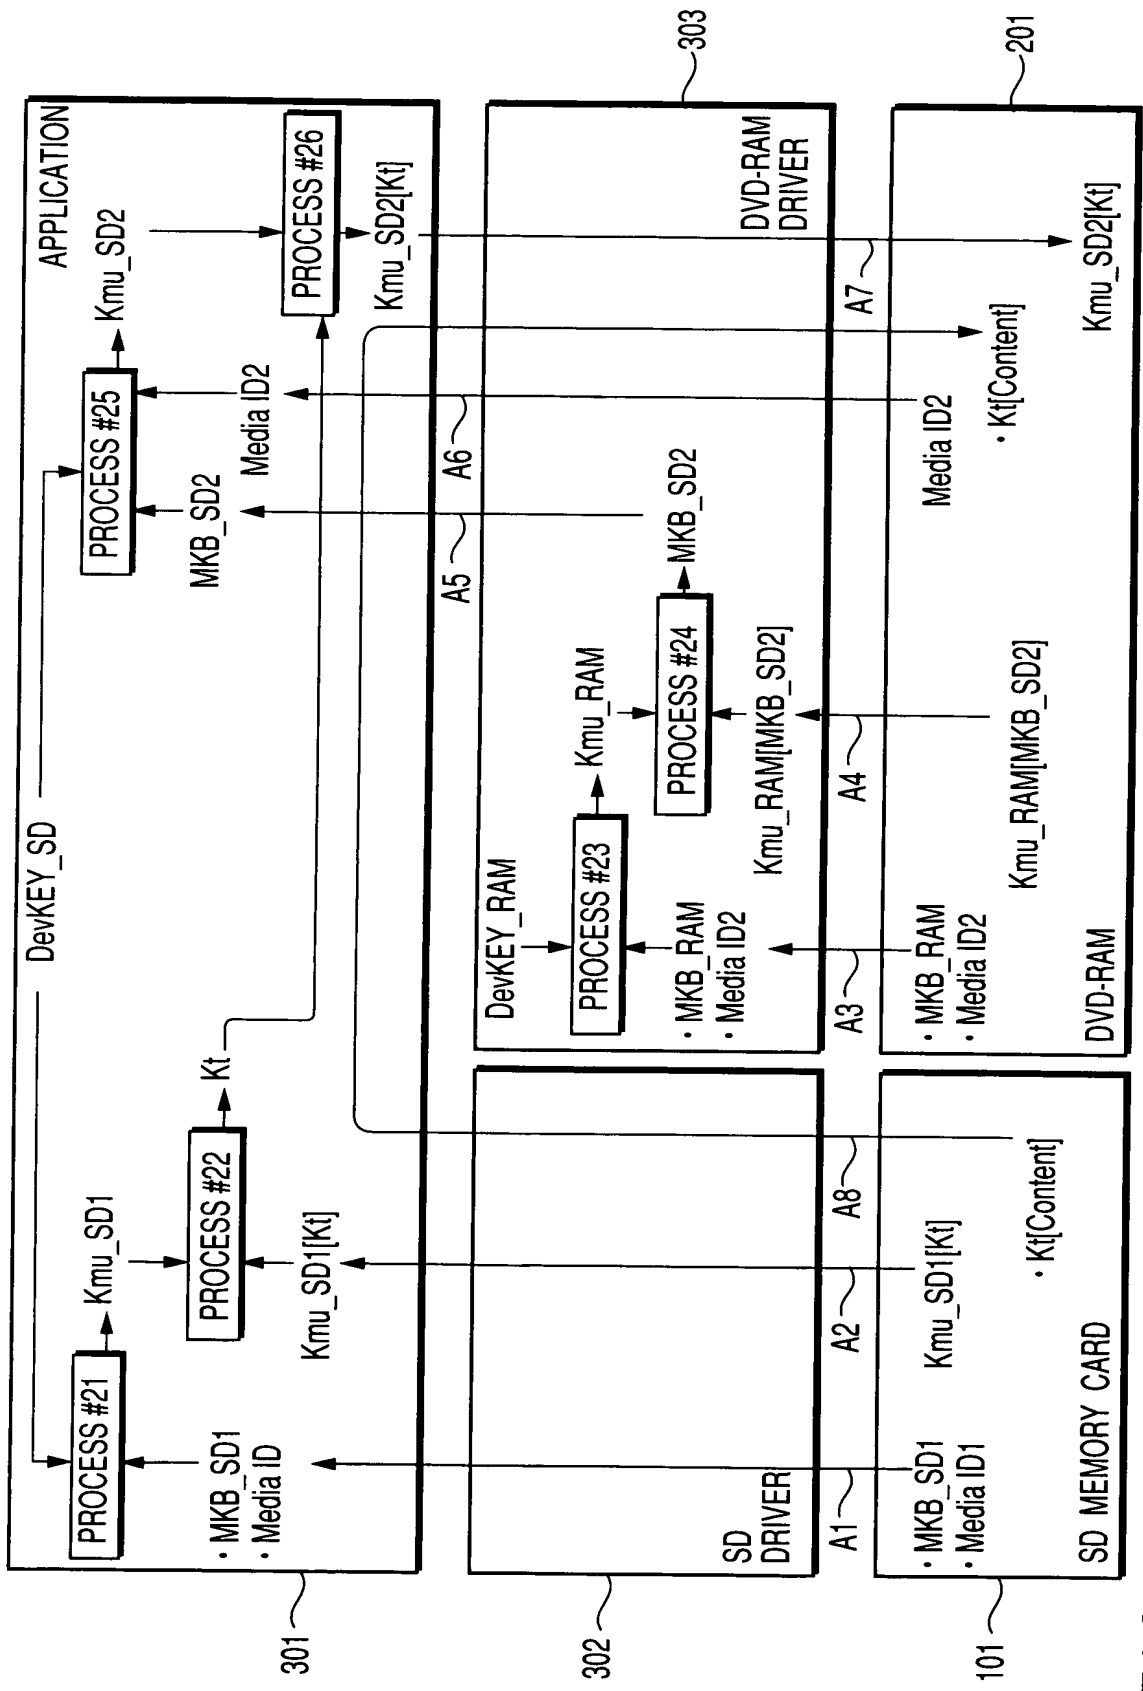 301
APPLICATION
DevKEY_SD
PROCESS #21
Kmu_SD1
• MKB_SD1
• Media ID
PROCESS #22
Kt
Kmu_SD1[Kt]
PROCESS #25
Kmu_SD2
MKB_SD2
Media ID2
PROCESS #26
Kmu_SD2[Kt]
302
SD
DRIVER
303
DVD-RAM
DRIVER
DevKEY_RAM
PROCESS #23
Kmu_RAM
• MKB_RAM
• Media ID2
PROCESS #24
MKB_SD2
Kmu_RAM[MKB_SD2]
A5
A6
A1
A2
A8
A3
A4
A7
101
SD MEMORY CARD
• MKB_SD1
• Media ID1
Kmu_SD1[Kt]
• Kt[Content]
201
DVD-RAM
• MKB_RAM
• Media ID2
Kmu_RAM[MKB_SD2]
Media ID2
• Kt[Content]
Kmu_SD2[Kt]